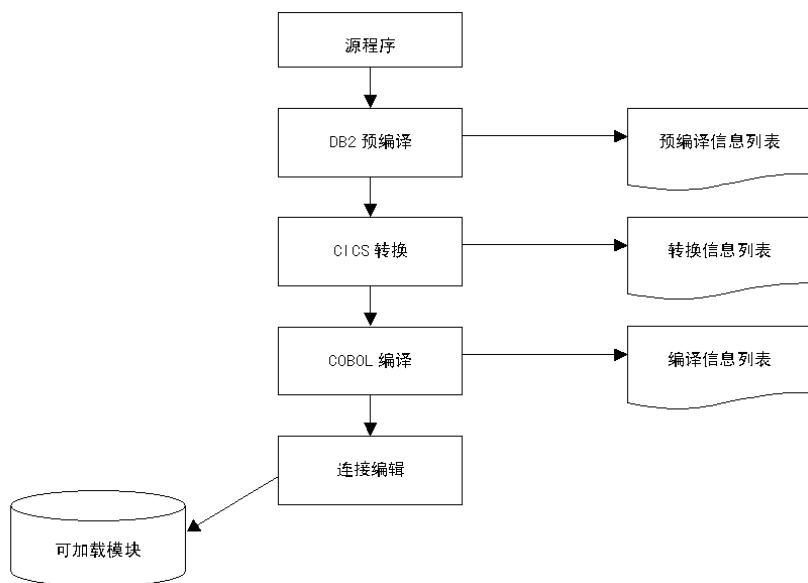 源程序
DB2 预编译
预编译信息列表
CICS 转换
转换信息列表
COBOL 编译
编译信息列表
连接编辑
可加载模块